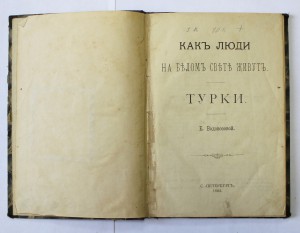 КАКЪ ЛЮДИ
НА БѢЛОМЪ СВѢТѢ ЖИВУТЪ.
ТУРКИ.
Е. Водовозовой.
С.-ПЕТЕРБУРГЪ.